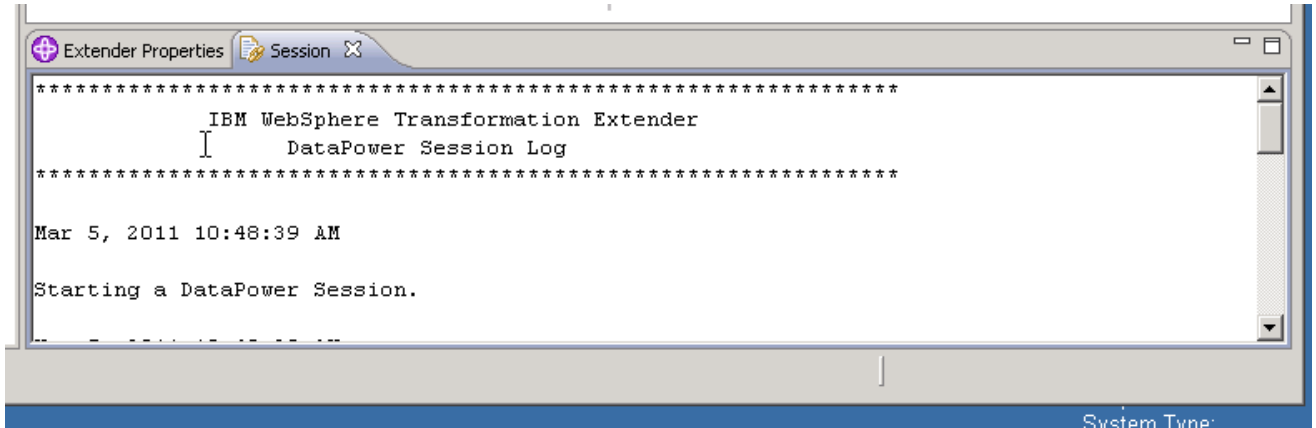 Extender Properties Session
*****************************************************************
IBM WebSphere Transformation Extender
DataPower Session Log
*****************************************************************
Mar 5, 2011 10:48:39 AM
Starting a DataPower Session.
System Type: